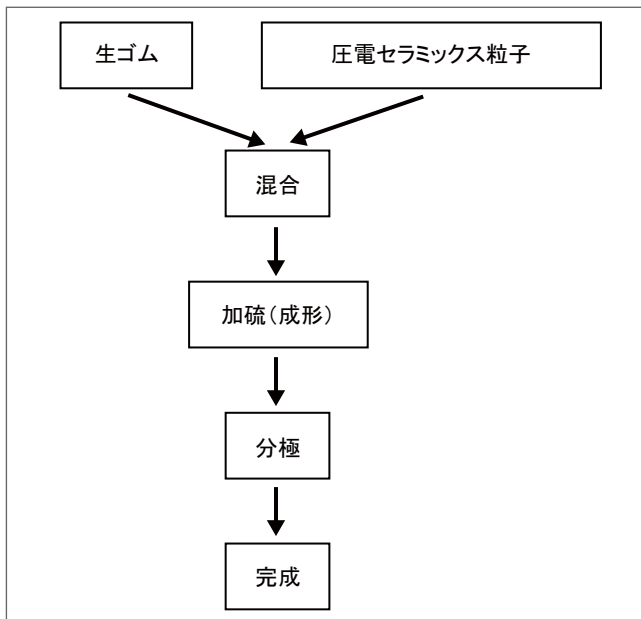 生ゴム
圧電セラミックス粒子
混合
加硫(成形)
分極
完成